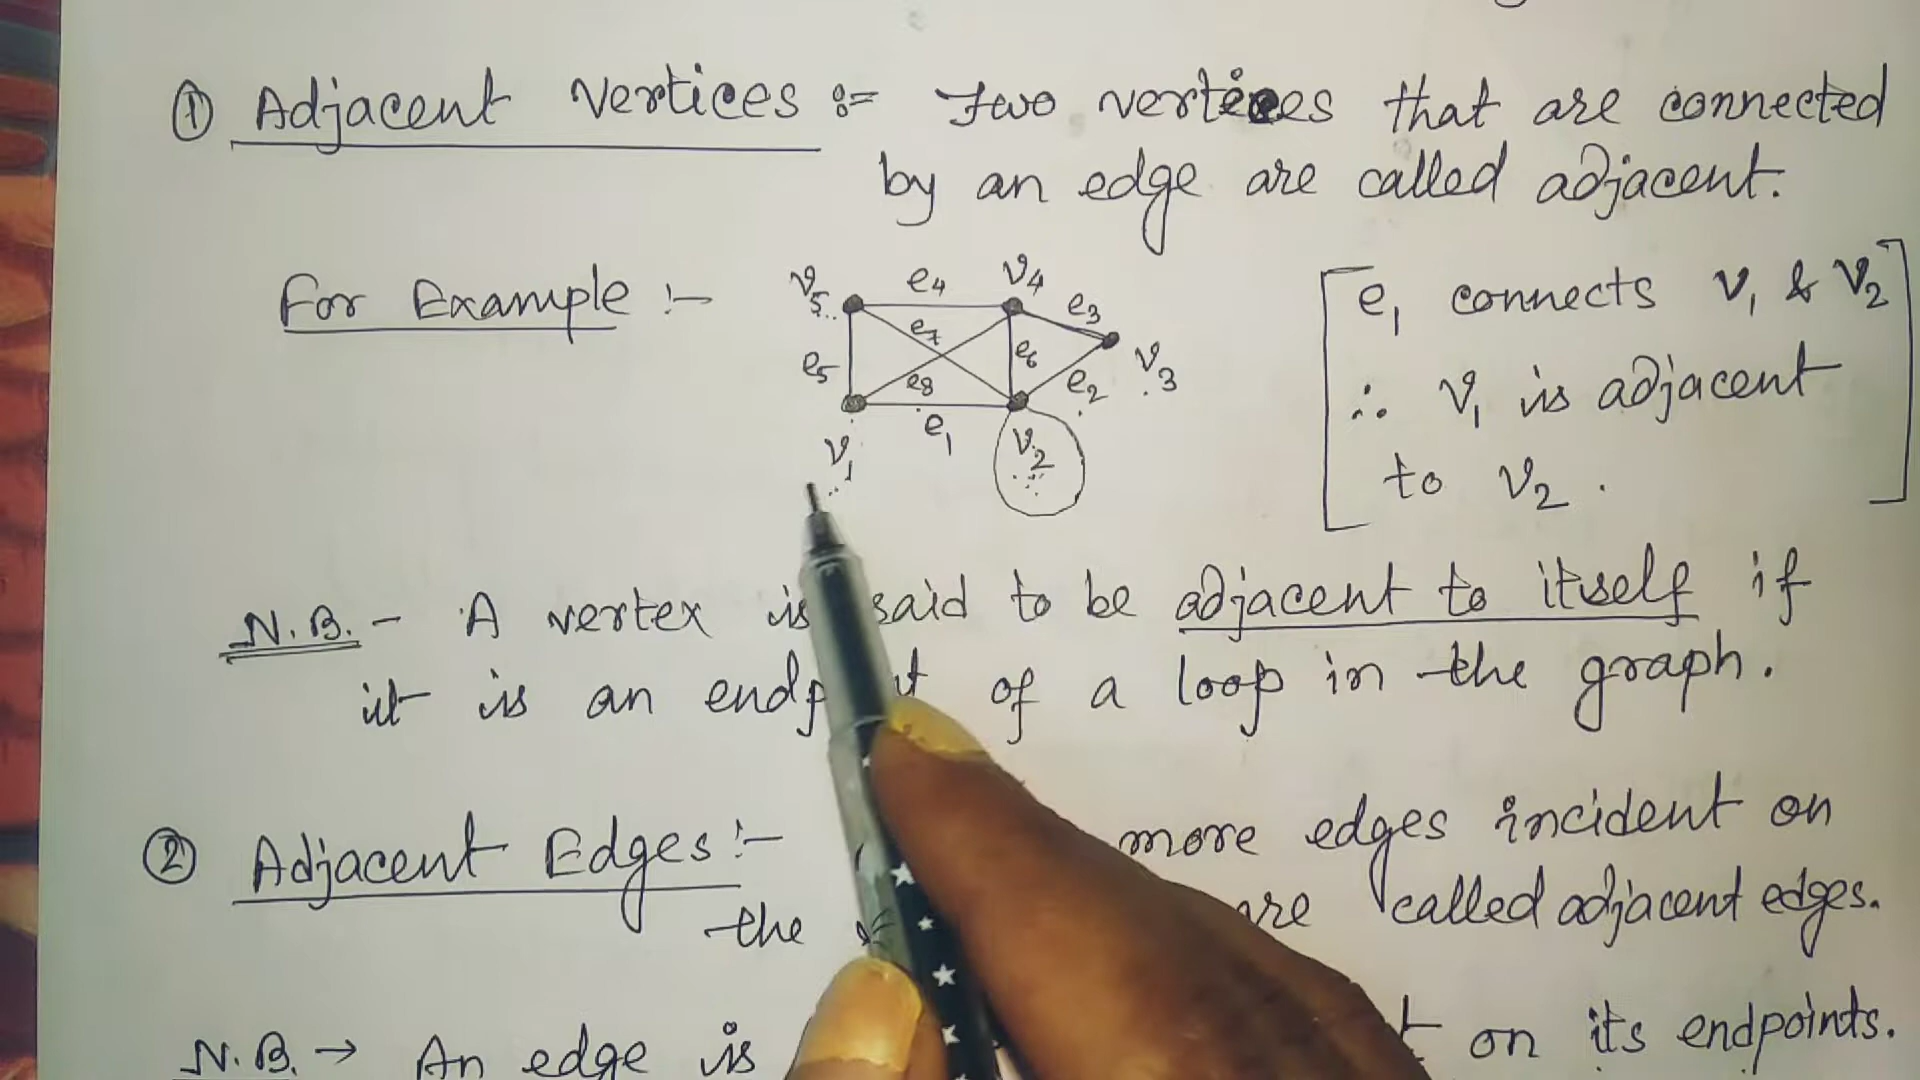 ① Adjacent Vertices :- Two vertices that are connected
by an edge are called adjacent.
For Example :-
v5 e4 v4
e3
e7
e6
v3
e5
e8
e2
e1
v1
v2
e1 connects v1 & v2
∴ v1 is adjacent
to v2.
N.B. - A vertex is said to be adjacent to itself if
it is an of a loop in the graph.
② Adjacent Edges :- more edges incident on
the are called adjacent edges.
N.B. → An edge is on its endpoints.